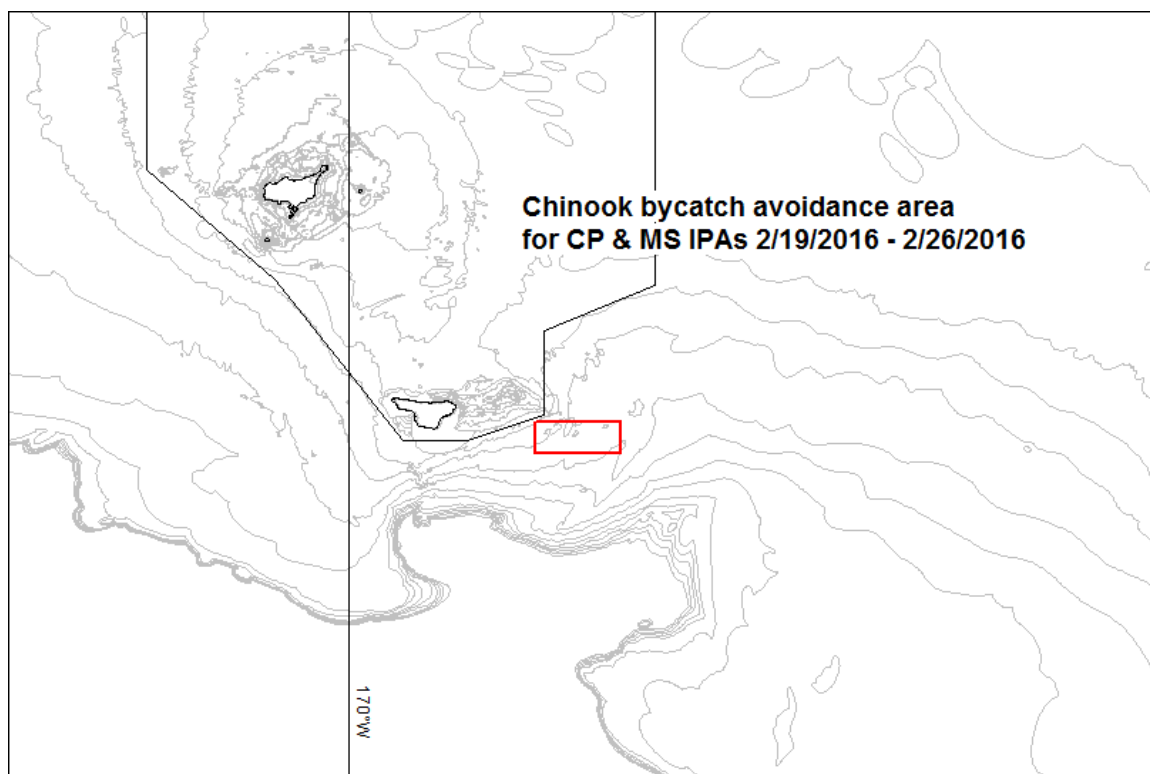 Chinook bycatch avoidance area
for CP & MS IPAs 2/19/2016 - 2/26/2016
170°W